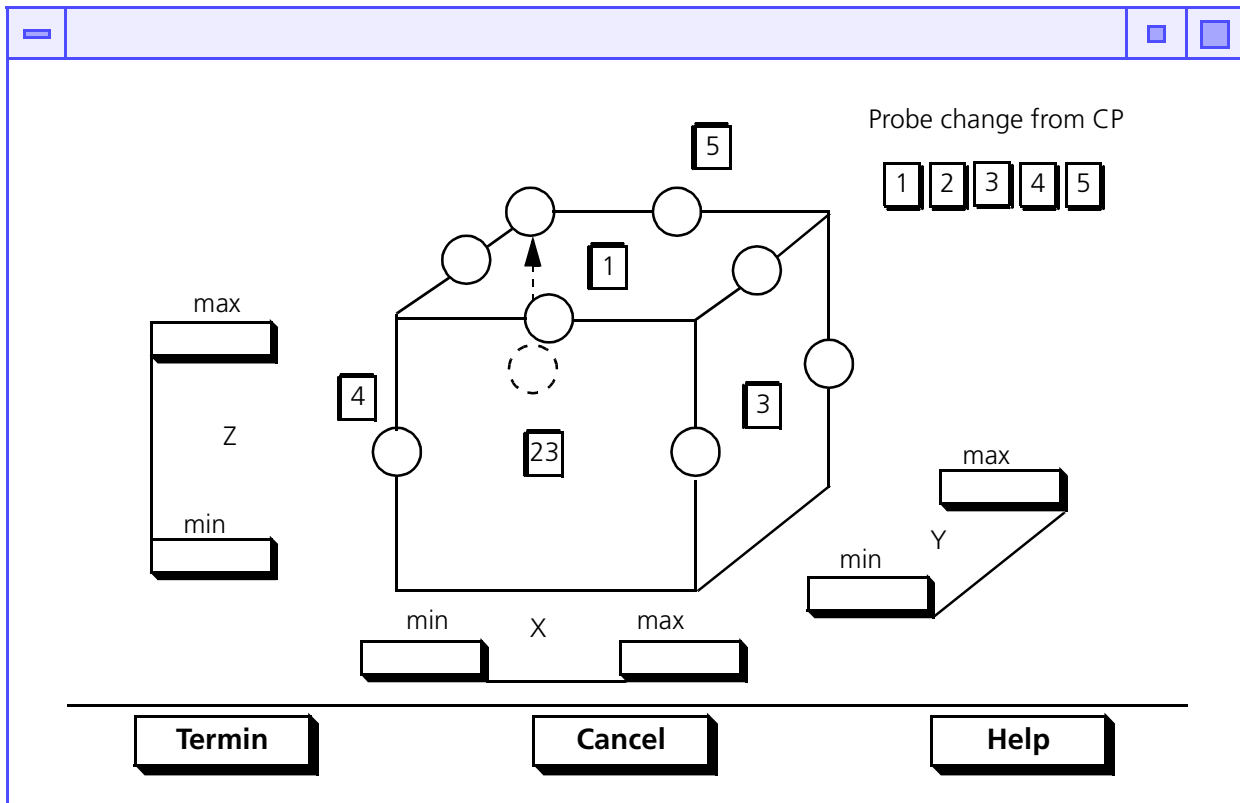 Probe change from CP
5
1 2 3 4 5
1
max
4
3
Z
23
max
min
Y
min
min X max
Termin Cancel Help